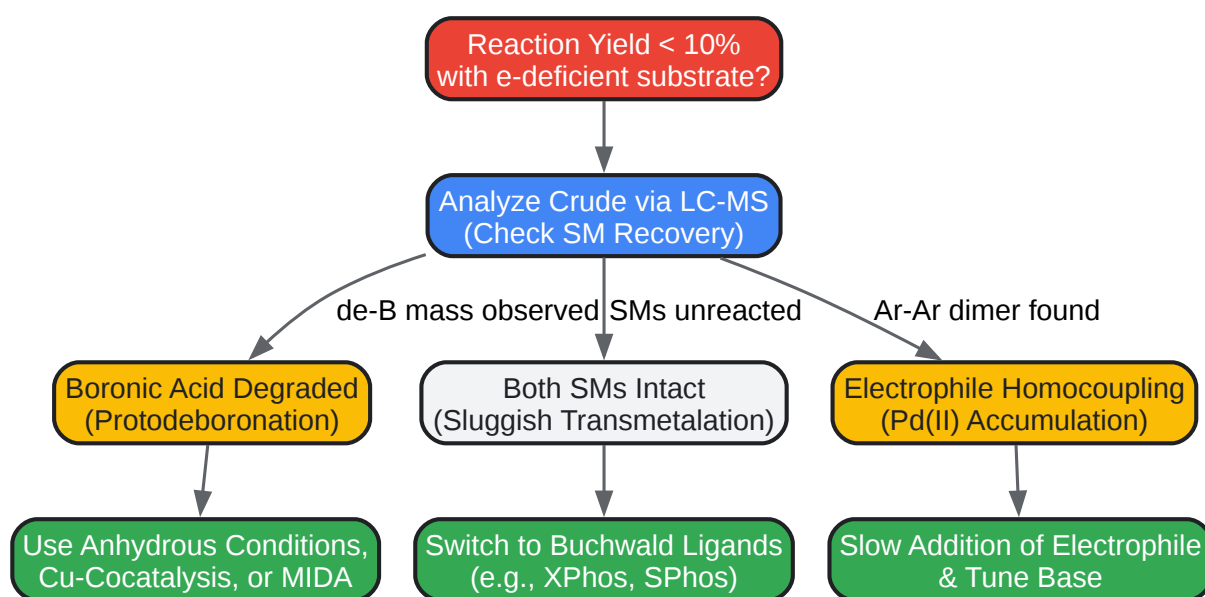 Reaction Yield < 10%
with e-deficient substrate?
Analyze Crude via LC-MS
(Check SM Recovery)
de-B mass observed
SMs unreacted
Ar-Ar dimer found
Boronic Acid Degraded
(Protodeboronation)
Both SMs Intact
(Sluggish Transmetalation)
Electrophile Homocoupling
(Pd(II) Accumulation)
Use Anhydrous Conditions,
Cu-Cocatalysis, or MIDA
Switch to Buchwald Ligands
(e.g., XPhos, SPhos)
Slow Addition of Electrophile
& Tune Base